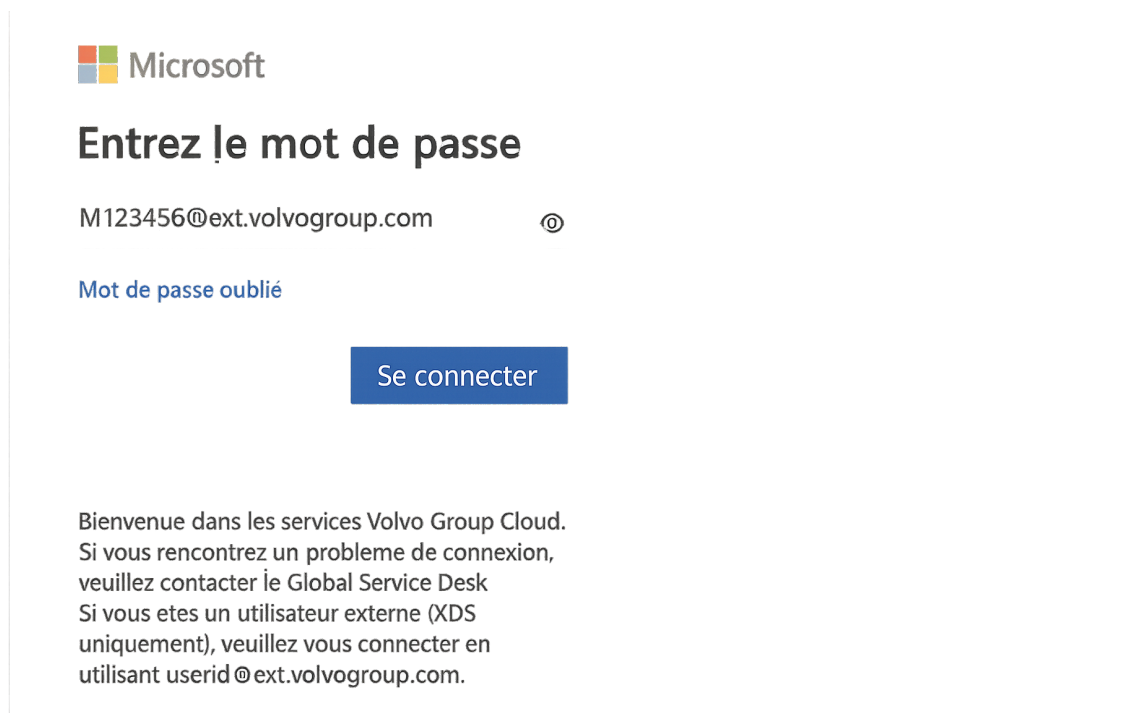 Microsoft
Entrez le mot de passe
M123456@ext.volvogroup.com
Mot de passe oublié
Se connecter
Bienvenue dans les services Volvo Group Cloud.
Si vous rencontrez un probleme de connexion,
veuillez contacter le Global Service Desk
Si vous etes un utilisateur externe (XDS
uniquement), veuillez vous connecter en
utilisant userid@ext.volvogroup.com.